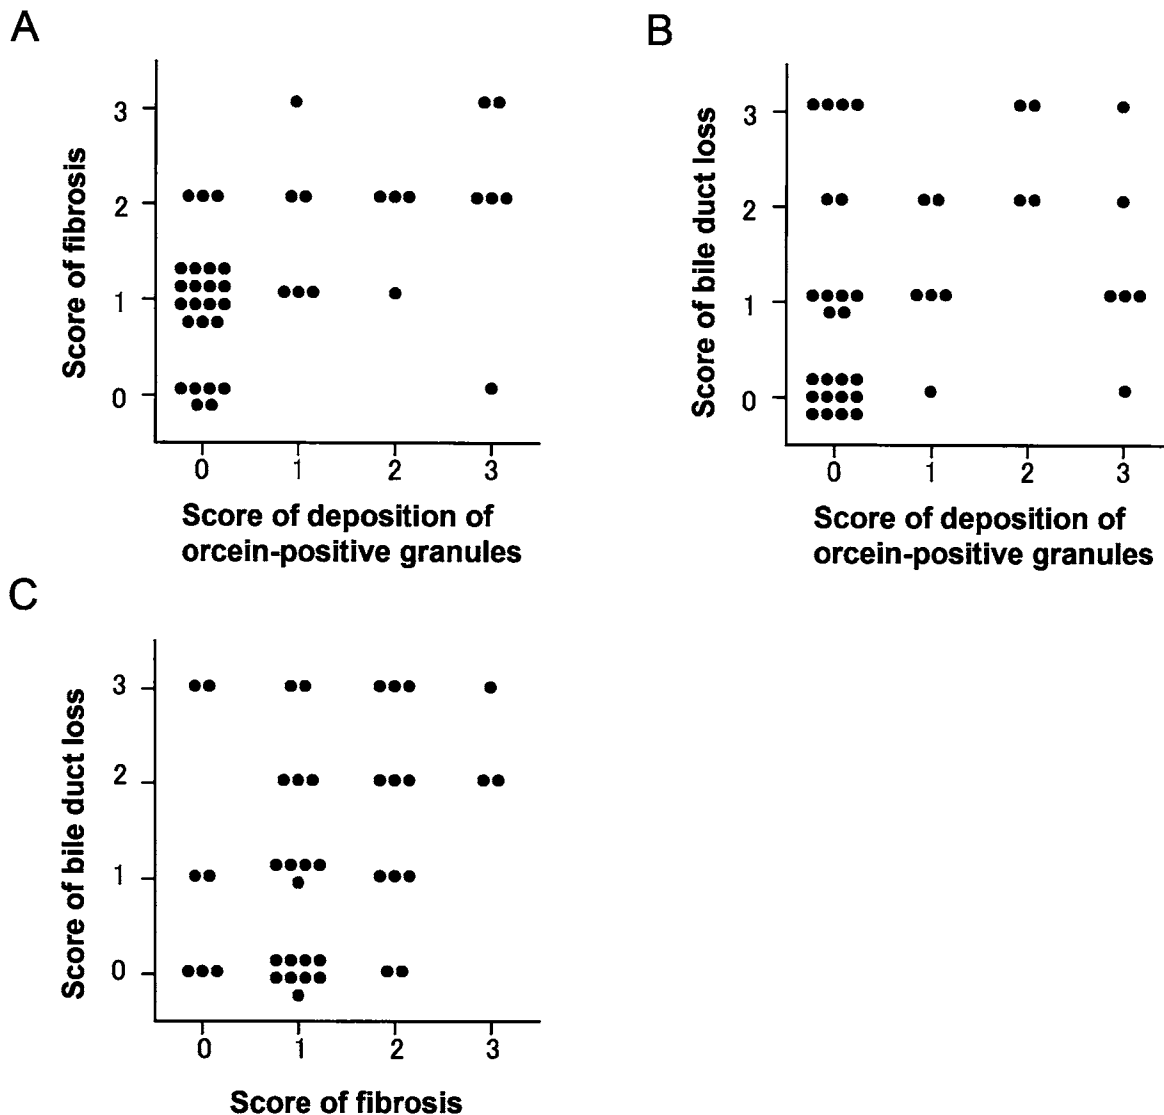 A
Score of fibrosis
3
2
1
0
0 1 2 3
Score of deposition of
orcein-positive granules
B
Score of bile duct loss
3
2
1
0
0 1 2 3
Score of deposition of
orcein-positive granules
C
Score of bile duct loss
3
2
1
0
0 1 2 3
Score of fibrosis